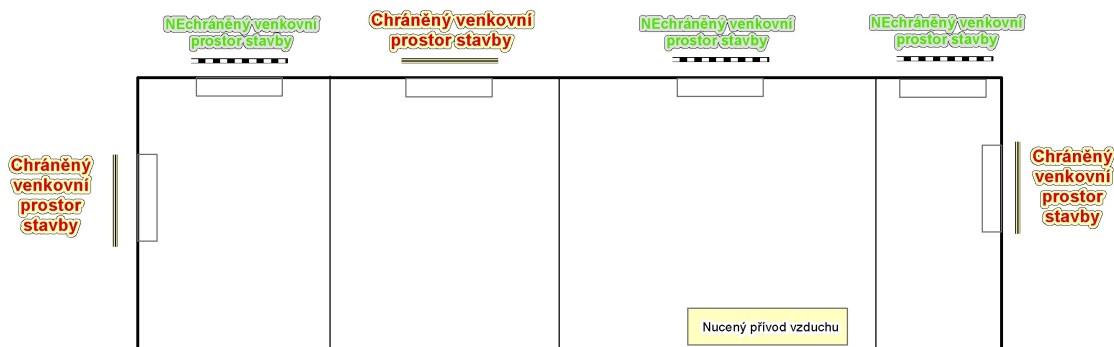 NEchráněný venkovní
prostor stavby
Chráněný venkovní
prostor stavby
NEchráněný venkovní
prostor stavby
NEchráněný venkovní
prostor stavby
Chráněný
venkovní
prostor
stavby
Chráněný
venkovní
prostor
stavby
Nucený přívod vzduchu